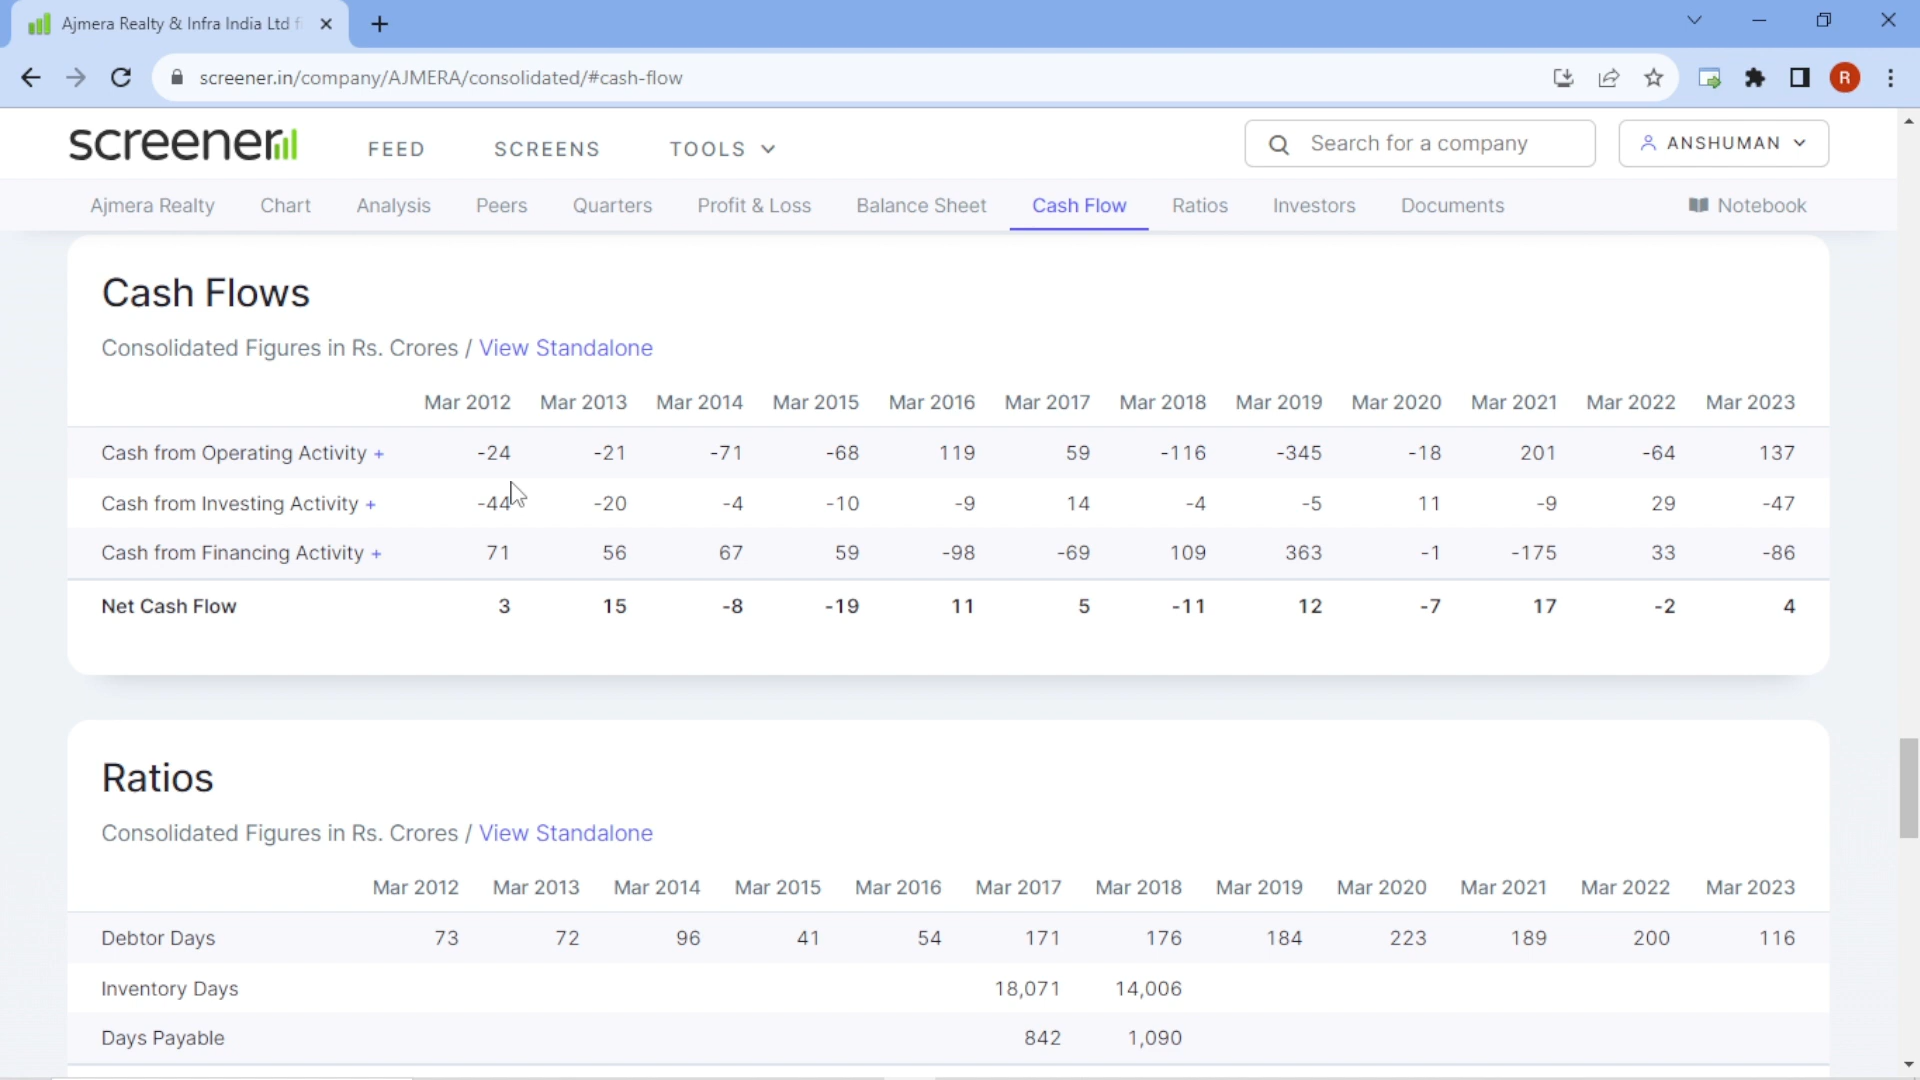 Ajmera Realty & Infra India Ltd
screener.in/company/AJMERA/consolidated/#cash-flow
R
screener
FEED SCREENS TOOLS
Search for a company
ANSHUMAN
Ajmera Realty Chart Analysis Peers Quarters Profit & Loss Balance Sheet Cash Flow Ratios Investors Documents Notebook
Cash Flows
Consolidated Figures in Rs. Crores / View Standalone
Mar 2012 Mar 2013 Mar 2014 Mar 2015 Mar 2016 Mar 2017 Mar 2018 Mar 2019 Mar 2020 Mar 2021 Mar 2022 Mar 2023
Cash from Operating Activity + -24 -21 -71 -68 119 59 -116 -345 -18 201 -64 137
Cash from Investing Activity + -44 -20 -4 -10 -9 14 -4 -5 11 -9 29 -47
Cash from Financing Activity + 71 56 67 59 -98 -69 109 363 -1 -175 33 -86
Net Cash Flow 3 15 -8 -19 11 5 -11 12 -7 17 -2 4
Ratios
Consolidated Figures in Rs. Crores / View Standalone
Mar 2012 Mar 2013 Mar 2014 Mar 2015 Mar 2016 Mar 2017 Mar 2018 Mar 2019 Mar 2020 Mar 2021 Mar 2022 Mar 2023
Debtor Days 73 72 96 41 54 171 176 184 223 189 200 116
Inventory Days 18,071 14,006
Days Payable 842 1,090